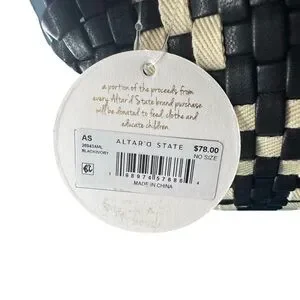 a portion of the proceeds from
every Altar'd State brand purchase
will be donated to feed, clothe and
educate children.
AS
ALTAR'D STATE
$78.00
BLACK/IVORY
NO SIZE
MADE IN CHINA